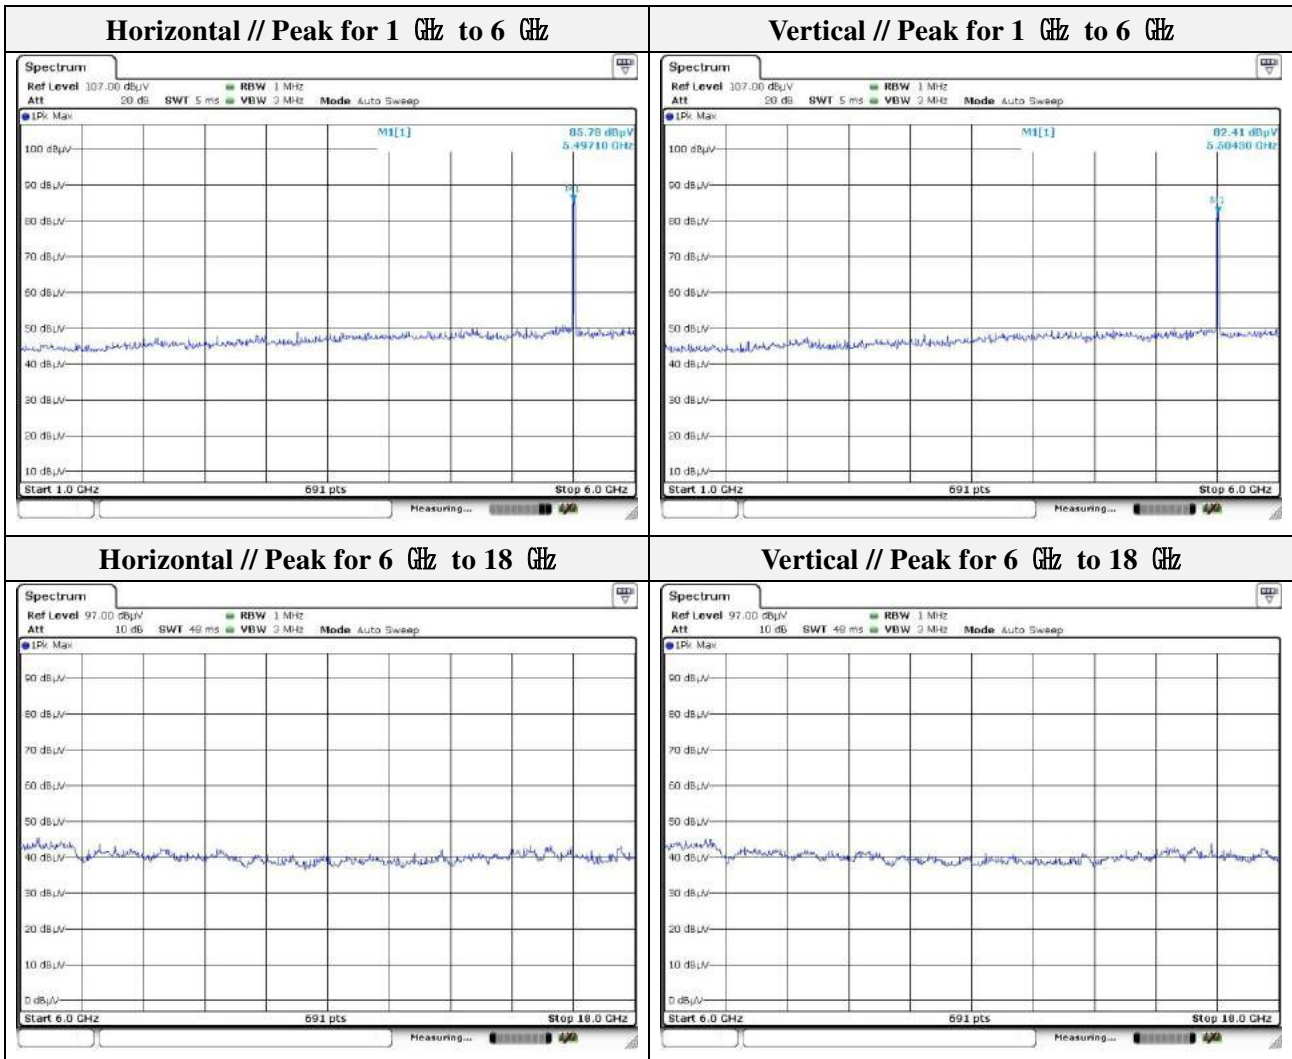 Horizontal // Peak for 1 ㎓ to 6 ㎓
Spectrum
Ref Level 107.00 dBµV RBW 1 MHz
Att 20 dB SWT 5 ms VBW 3 MHz Mode Auto Sweep
1Pk Max
M1[1] 85.78 dBµV
5.49710 GHz
100 dBµV
90 dBµV
M1
80 dBµV
70 dBµV
60 dBµV
50 dBµV
40 dBµV
30 dBµV
20 dBµV
10 dBµV
Start 1.0 GHz 691 pts Stop 6.0 GHz
Measuring...
Vertical // Peak for 1 ㎓ to 6 ㎓
Spectrum
Ref Level 107.00 dBµV RBW 1 MHz
Att 20 dB SWT 5 ms VBW 3 MHz Mode Auto Sweep
1Pk Max
M1[1] 82.41 dBµV
5.50430 GHz
100 dBµV
90 dBµV
M1
80 dBµV
70 dBµV
60 dBµV
50 dBµV
40 dBµV
30 dBµV
20 dBµV
10 dBµV
Start 1.0 GHz 691 pts Stop 6.0 GHz
Measuring...
Horizontal // Peak for 6 ㎓ to 18 ㎓
Spectrum
Ref Level 97.00 dBµV RBW 1 MHz
Att 10 dB SWT 48 ms VBW 3 MHz Mode Auto Sweep
1Pk Max
90 dBµV
80 dBµV
70 dBµV
60 dBµV
50 dBµV
40 dBµV
30 dBµV
20 dBµV
10 dBµV
0 dBµV
Start 6.0 GHz 691 pts Stop 18.0 GHz
Measuring...
Vertical // Peak for 6 ㎓ to 18 ㎓
Spectrum
Ref Level 97.00 dBµV RBW 1 MHz
Att 10 dB SWT 48 ms VBW 3 MHz Mode Auto Sweep
1Pk Max
90 dBµV
80 dBµV
70 dBµV
60 dBµV
50 dBµV
40 dBµV
30 dBµV
20 dBµV
10 dBµV
0 dBµV
Start 6.0 GHz 691 pts Stop 18.0 GHz
Measuring...